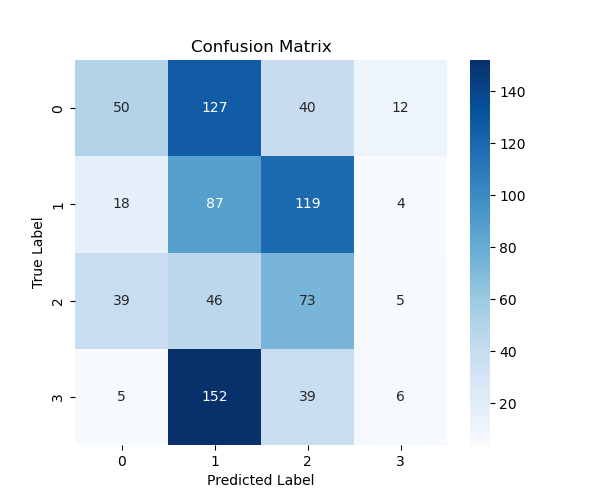 Confusion Matrix
0 50 127 40 12
1 18 87 119 4
2 39 46 73 5
3 5 152 39 6
0 1 2 3
True Label
Predicted Label
140
120
100
80
60
40
20